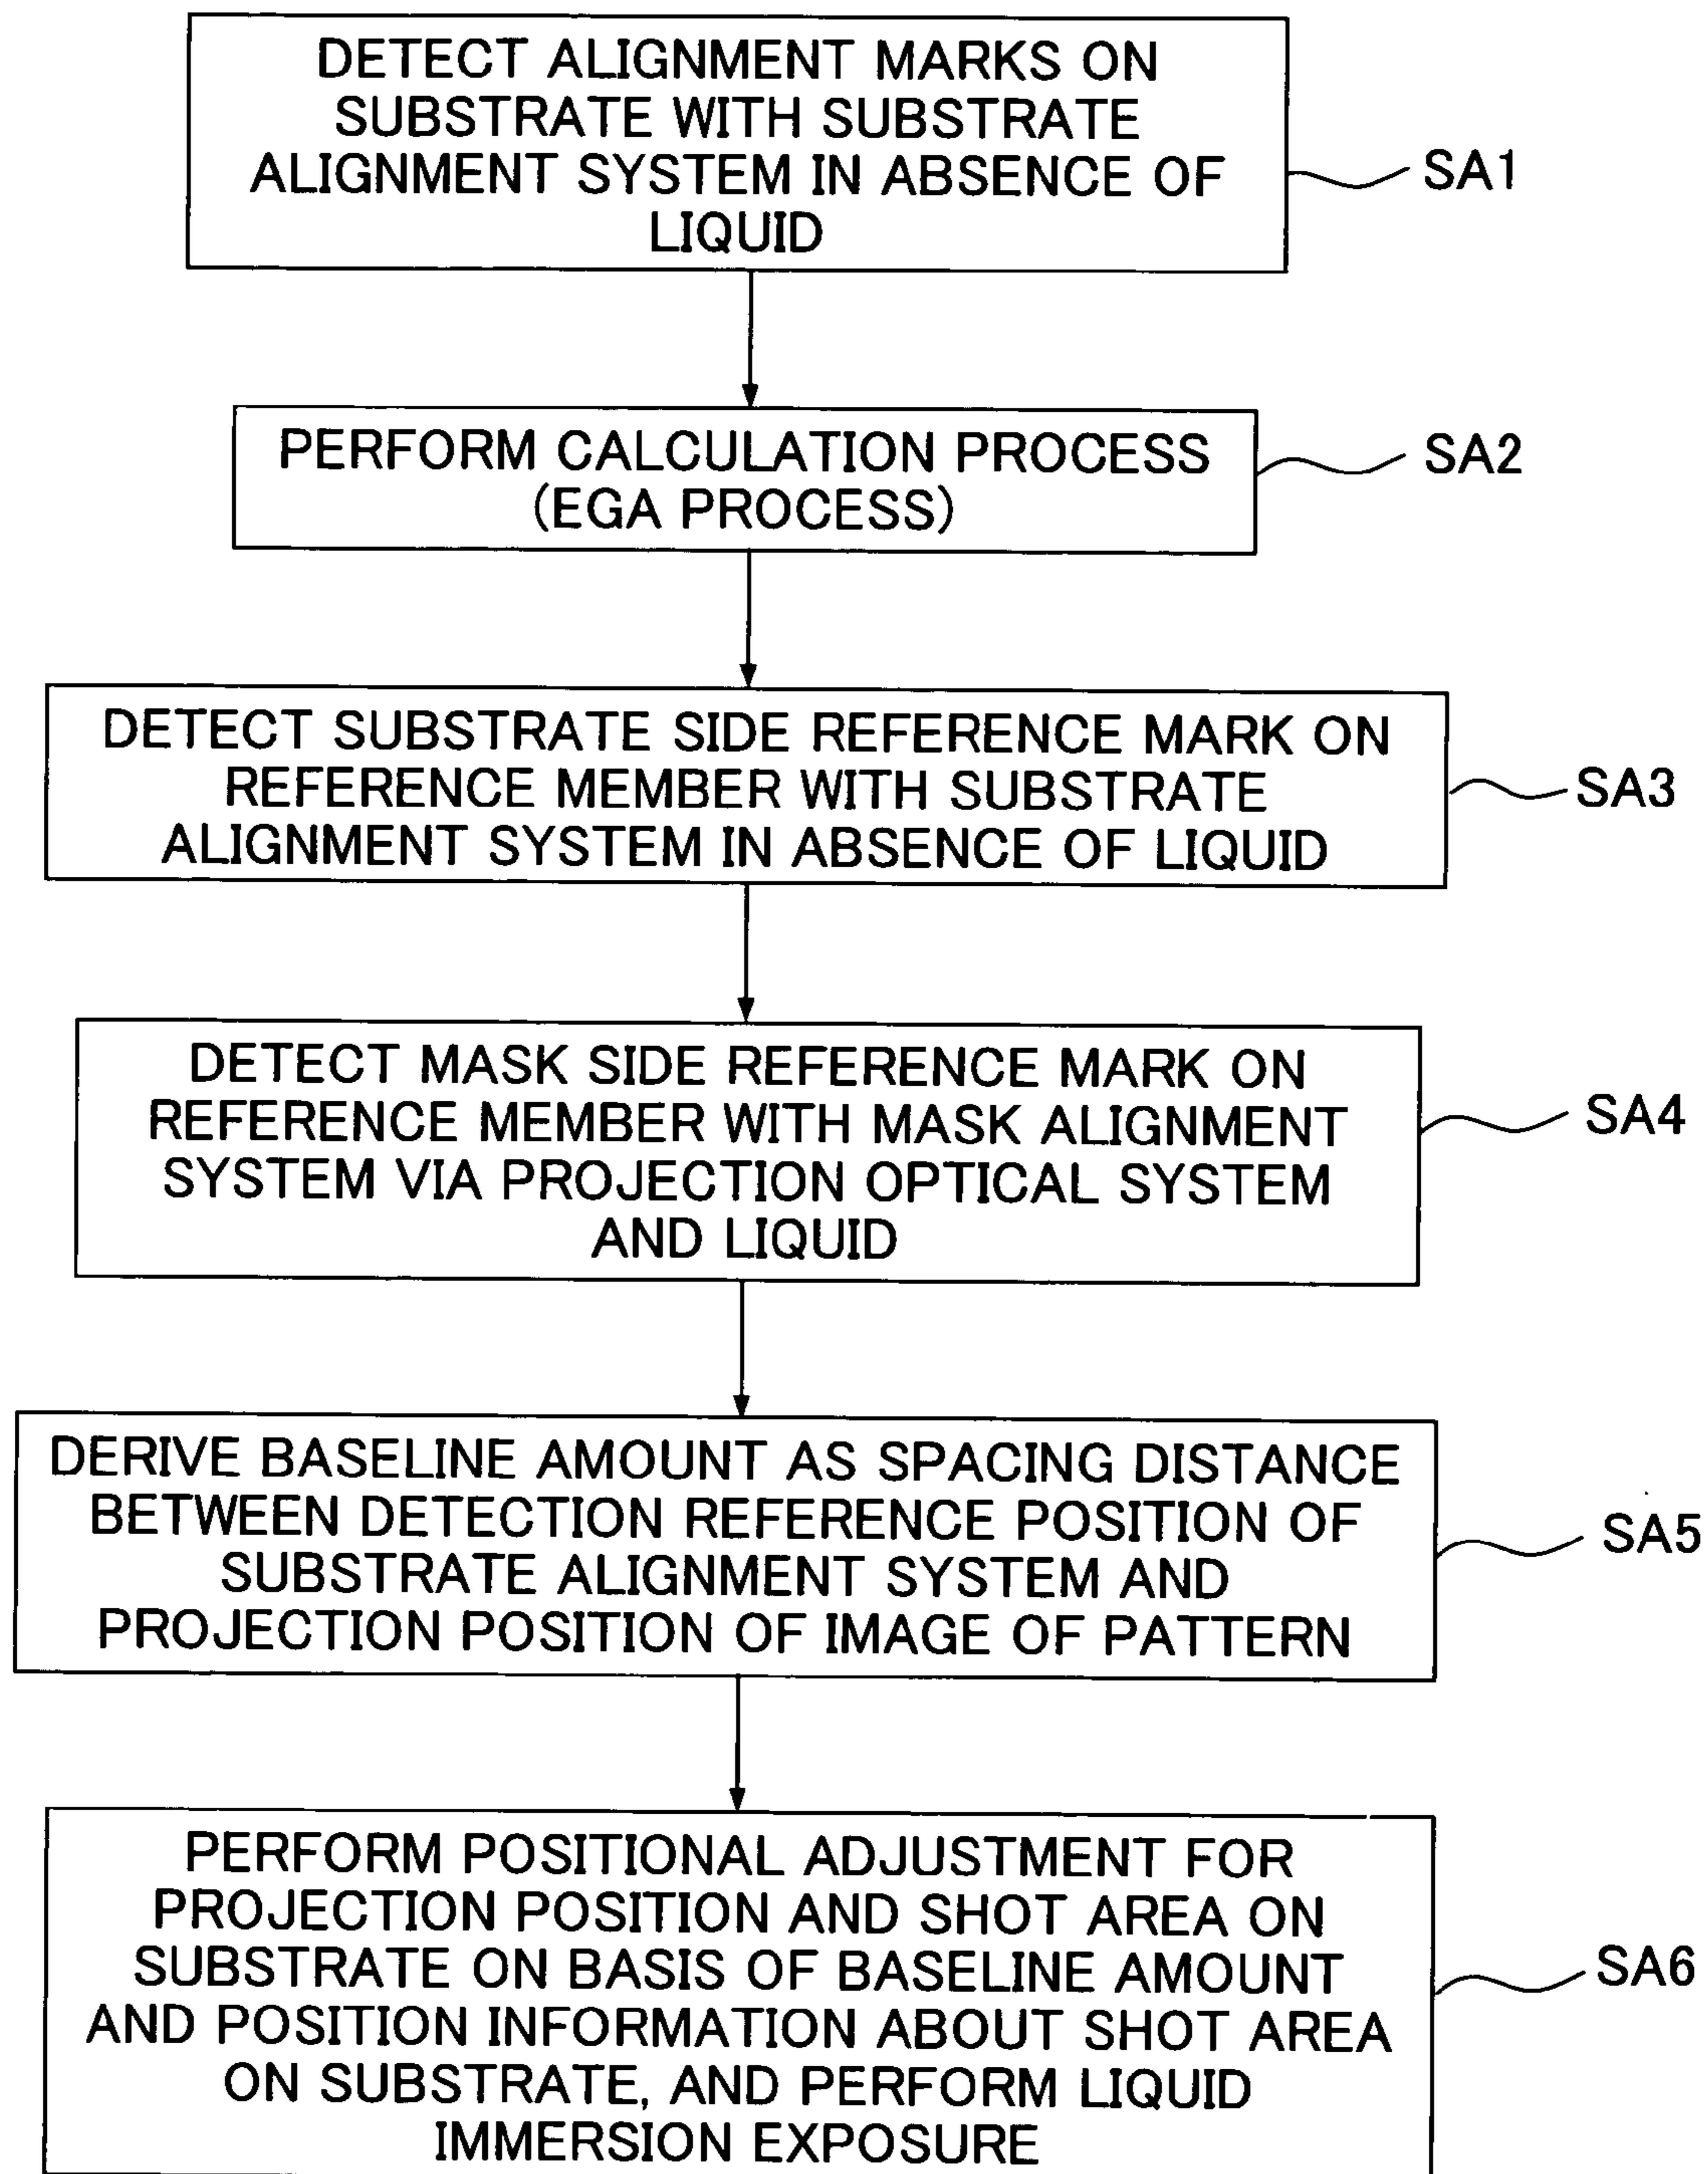 DETECT ALIGNMENT MARKS ON
SUBSTRATE WITH SUBSTRATE
ALIGNMENT SYSTEM IN ABSENCE OF
LIQUID
SA1
PERFORM CALCULATION PROCESS
(EGA PROCESS)
SA2
DETECT SUBSTRATE SIDE REFERENCE MARK ON
REFERENCE MEMBER WITH SUBSTRATE
ALIGNMENT SYSTEM IN ABSENCE OF LIQUID
SA3
DETECT MASK SIDE REFERENCE MARK ON
REFERENCE MEMBER WITH MASK ALIGNMENT
SYSTEM VIA PROJECTION OPTICAL SYSTEM
AND LIQUID
SA4
DERIVE BASELINE AMOUNT AS SPACING DISTANCE
BETWEEN DETECTION REFERENCE POSITION OF
SUBSTRATE ALIGNMENT SYSTEM AND
PROJECTION POSITION OF IMAGE OF PATTERN
SA5
PERFORM POSITIONAL ADJUSTMENT FOR
PROJECTION POSITION AND SHOT AREA ON
SUBSTRATE ON BASIS OF BASELINE AMOUNT
AND POSITION INFORMATION ABOUT SHOT AREA
ON SUBSTRATE, AND PERFORM LIQUID
IMMERSION EXPOSURE
SA6